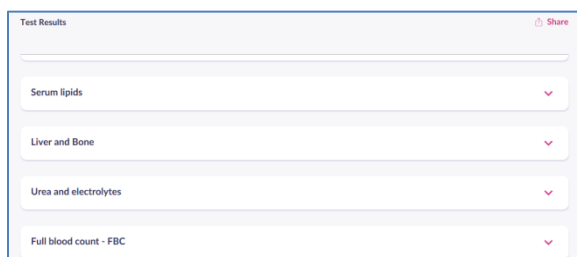 Test Results Share
Serum lipids
Liver and Bone
Urea and electrolytes
Full blood count - FBC